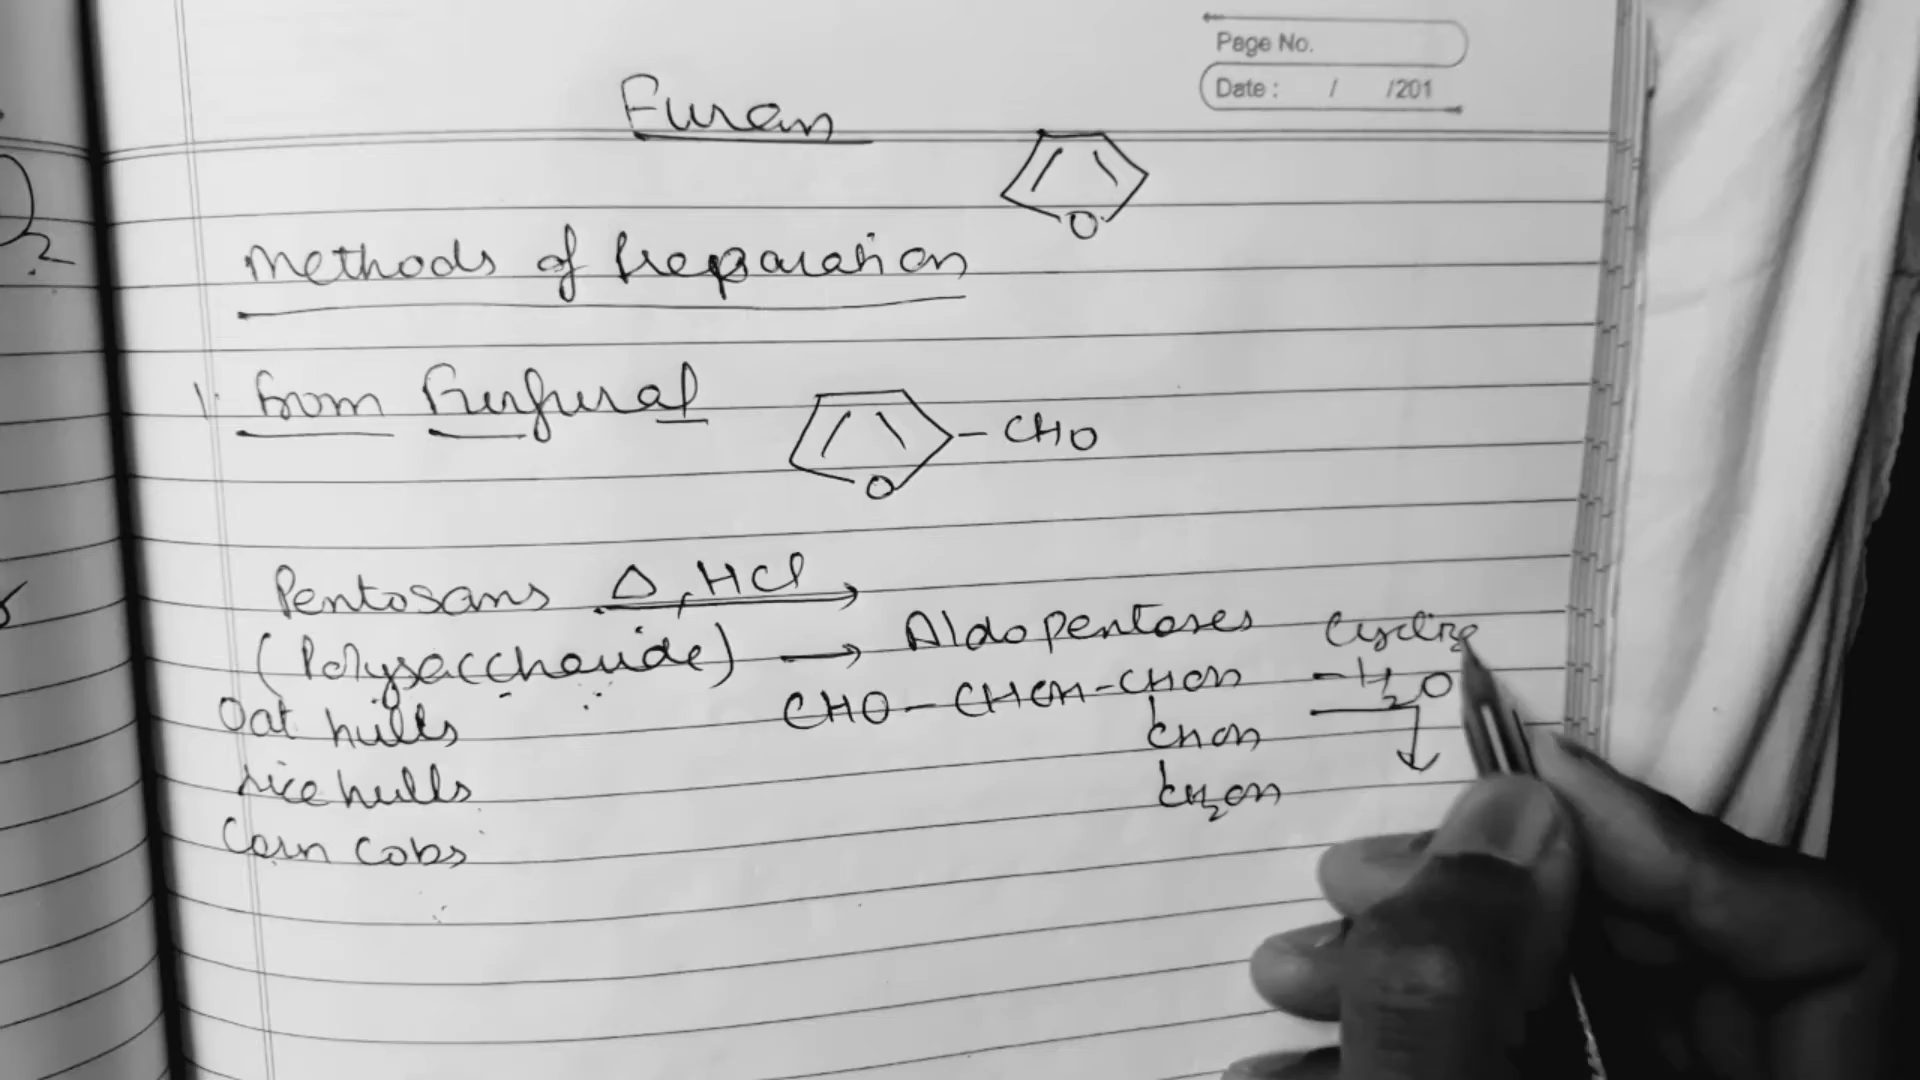 Page No.
Date : / /201
Furan
O
Methods of Preparation
1. From Furfural
- CHO
O
Pentosans Δ, HCl →
(Polysaccharide) → Aldopentoses Cyclize
Oat hulls CHO - CHOH - CHOH - H2O
CHOH
rice hulls CH2OH
Corn cobs
2